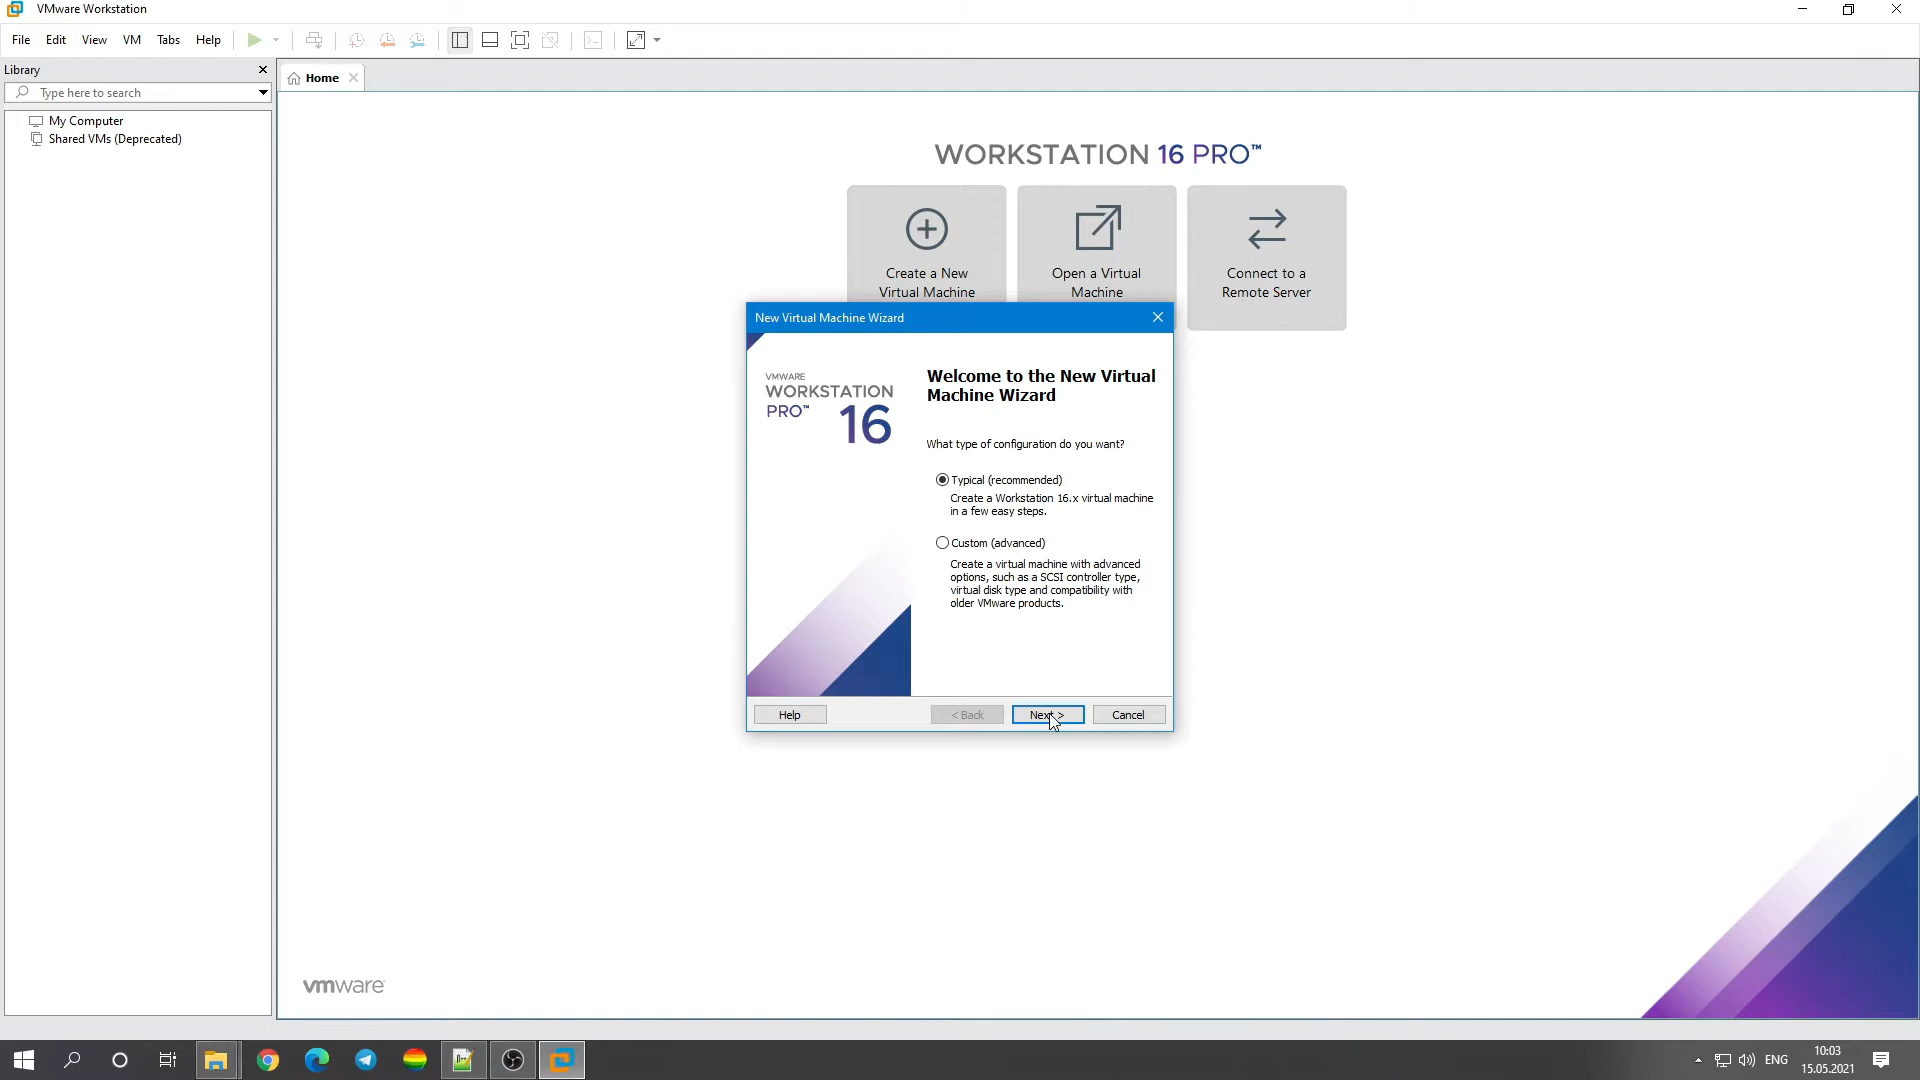 VMware Workstation
File Edit View VM Tabs Help
Library
Type here to search
My Computer
Shared VMs (Deprecated)
Home
WORKSTATION 16 PRO™
Create a New
Virtual Machine
Open a Virtual
Machine
Connect to a
Remote Server
New Virtual Machine Wizard
VMWARE
WORKSTATION
PRO™ 16
Welcome to the New Virtual
Machine Wizard
What type of configuration do you want?
Typical (recommended)
Create a Workstation 16.x virtual machine
in a few easy steps.
Custom (advanced)
Create a virtual machine with advanced
options, such as a SCSI controller type,
virtual disk type and compatibility with
older VMware products.
Help < Back Next > Cancel
vmware
ENG
10:03
15.05.2021